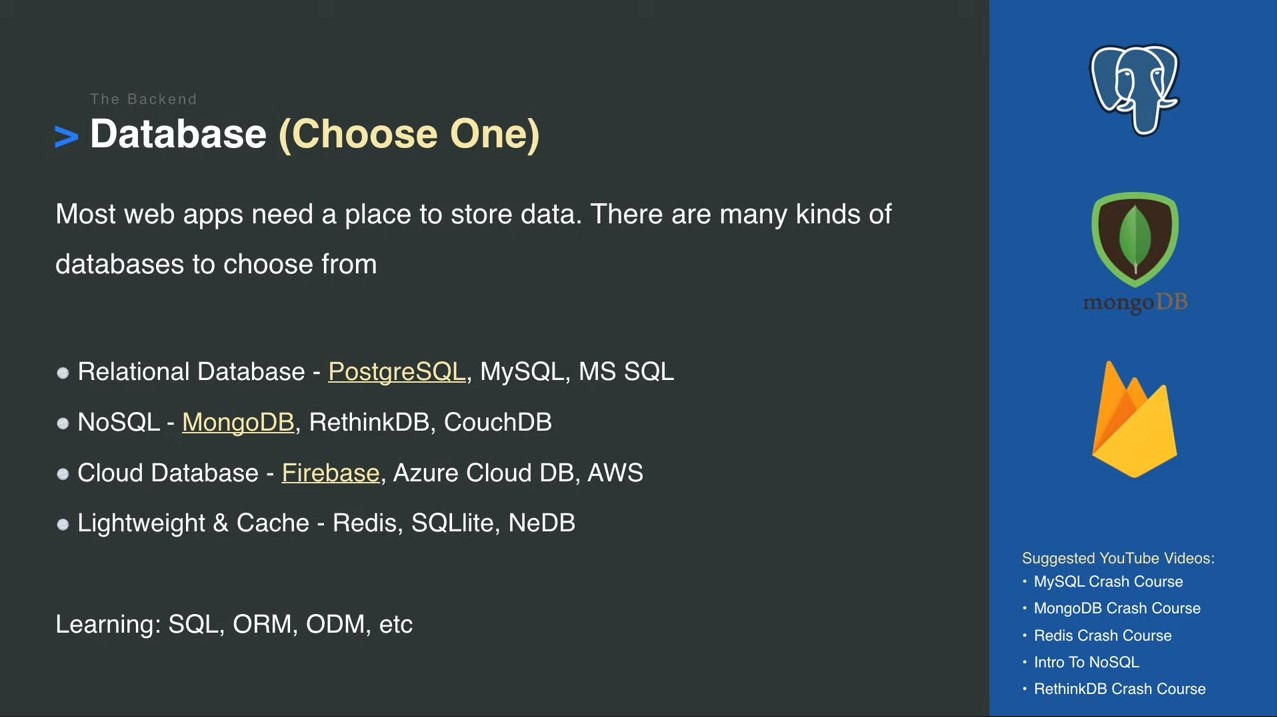 The Backend
> Database (Choose One)
Most web apps need a place to store data. There are many kinds of
databases to choose from
Relational Database - PostgreSQL, MySQL, MS SQL
NoSQL - MongoDB, RethinkDB, CouchDB
Cloud Database - Firebase, Azure Cloud DB, AWS
Lightweight & Cache - Redis, SQLlite, NeDB
Learning: SQL, ORM, ODM, etc
mongoDB
Suggested YouTube Videos:
• MySQL Crash Course
• MongoDB Crash Course
• Redis Crash Course
• Intro To NoSQL
• RethinkDB Crash Course